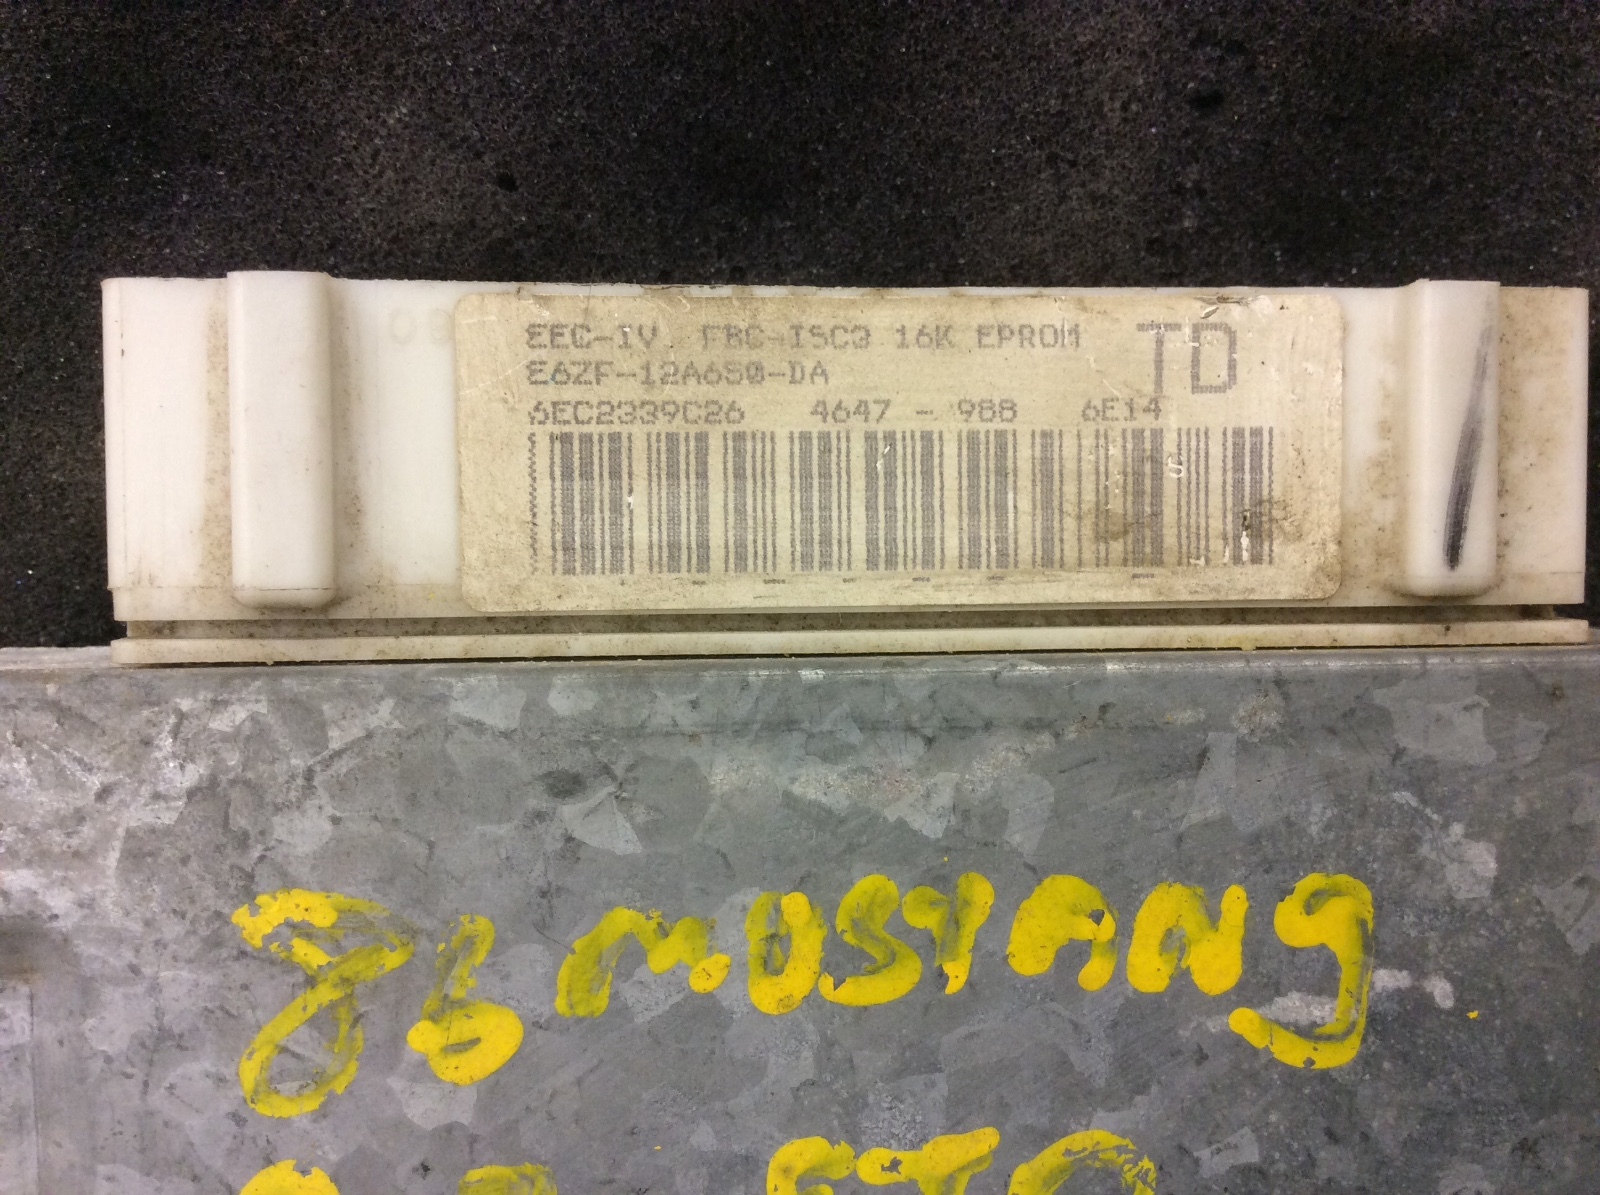 EEC-IV FBC-ISC3 16K EPROM TD
E6ZF-12A650-DA
6EC2339C26 4647 - 988 6E14
86 MUSTANG